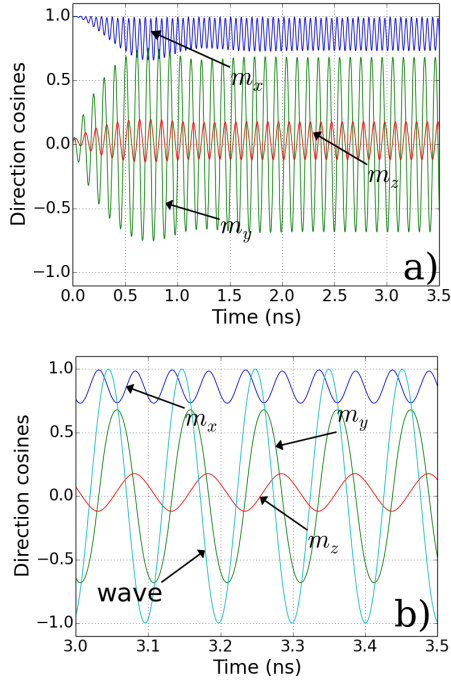 1.0
0.5
0.0
−0.5
−1.0
Direction cosines
m_x
m_z
m_y
a)
0.0 0.5 1.0 1.5 2.0 2.5 3.0 3.5
Time (ns)
1.0
0.5
0.0
−0.5
−1.0
Direction cosines
m_x
m_y
m_z
wave
b)
3.0 3.1 3.2 3.3 3.4 3.5
Time (ns)